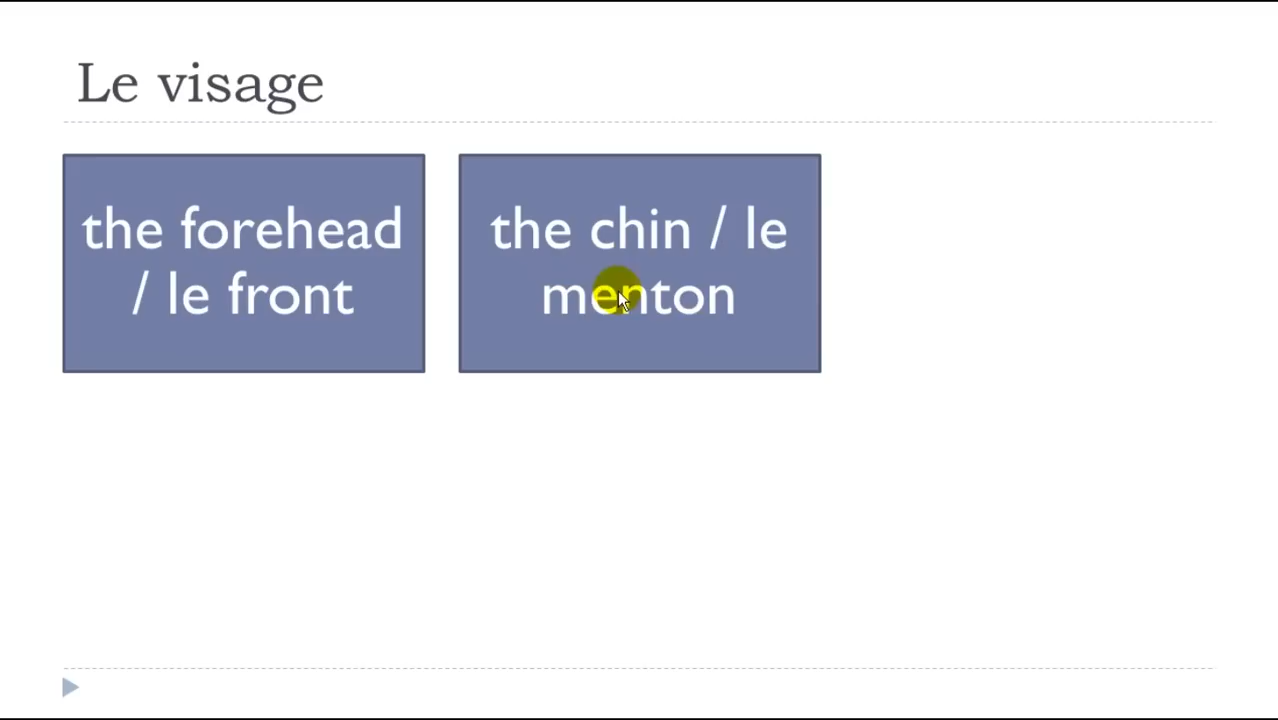 Le visage
the forehead
/ le front
the chin / le
menton